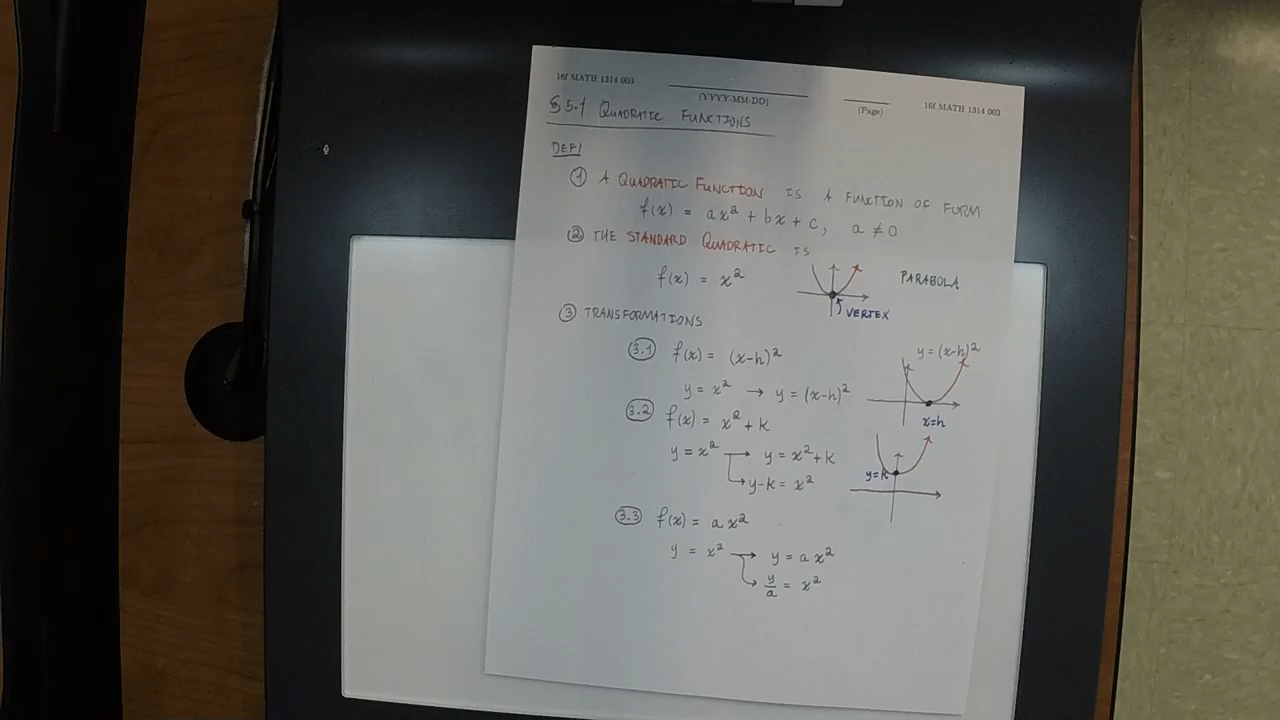 16f MATH 1314 003
(YYYY-MM-DD)
(Page)
16f MATH 1314 003
§5.1 QUADRATIC FUNCTIONS
DEF/
① A QUADRATIC FUNCTION IS A FUNCTION OF FORM
f(x) = ax² + bx + c, a ≠ 0
② THE STANDARD QUADRATIC IS
f(x) = x²
PARABOLA
VERTEX
③ TRANSFORMATIONS
3.1 f(x) = (x-h)²
y = (x-h)²
y = x² → y = (x-h)²
x=h
3.2 f(x) = x² + k
y = x² → y = x²+k
y=k
↳ y-k = x²
3.3 f(x) = a x²
y = x² → y = a x²
↳ y/a = x²